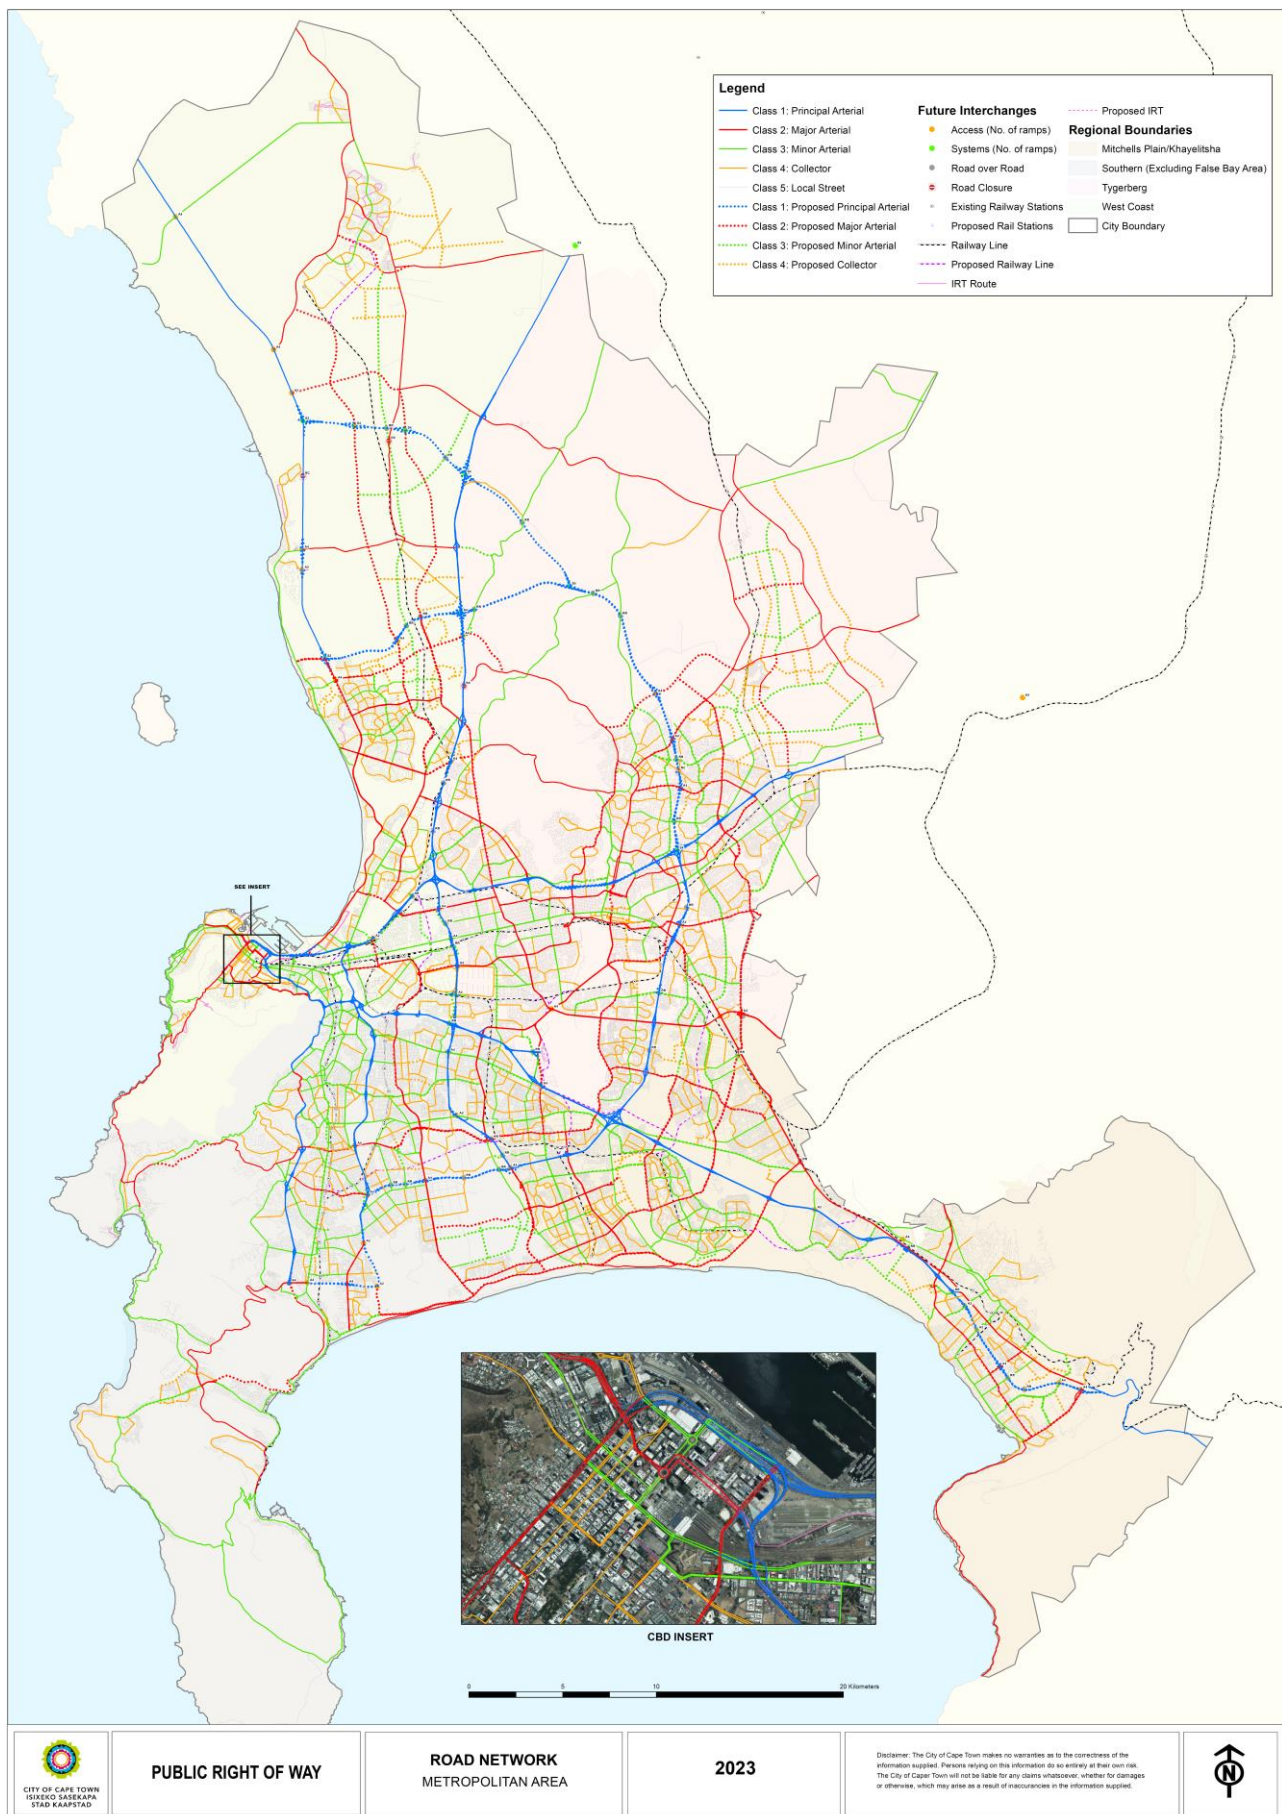 Legend
Class 1: Principal Arterial
Class 2: Major Arterial
Class 3: Minor Arterial
Class 4: Collector
Class 5: Local Street
Class 1: Proposed Principal Arterial
Class 2: Proposed Major Arterial
Class 3: Proposed Minor Arterial
Class 4: Proposed Collector
Future Interchanges
Access (No. of ramps)
Systems (No. of ramps)
Road over Road
Road Closure
Existing Railway Stations
Proposed Rail Stations
Railway Line
Proposed Railway Line
IRT Route
Proposed IRT
Regional Boundaries
Mitchells Plain/Khayelitsha
Southern (Excluding False Bay Area)
Tygerberg
West Coast
City Boundary
SEE INSERT
CBD INSERT
0 5 10 20 Kilometers
CITY OF CAPE TOWN
ISIXEKO SASEKAPA
STAD KAAPSTAD
PUBLIC RIGHT OF WAY
ROAD NETWORK
METROPOLITAN AREA
2023
Disclaimer: The City of Cape Town makes no warranties as to the correctness of the
information supplied. Persons relying on this information do so entirely at their own risk.
The City of Caper Town will not be liable for any claims whatsoever, whether for damages
or otherwise, which may arise as a result of inaccurancies in the information supplied.